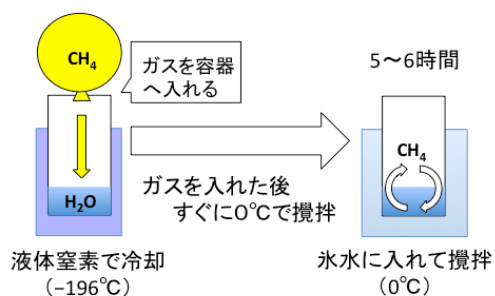 CH₄
ガスを容器
へ入れる
5～6時間
CH₄
ガスを入れた後
すぐに0℃で攪拌
H₂O
液体窒素で冷却
（−196℃）
氷水に入れて攪拌
（0℃）